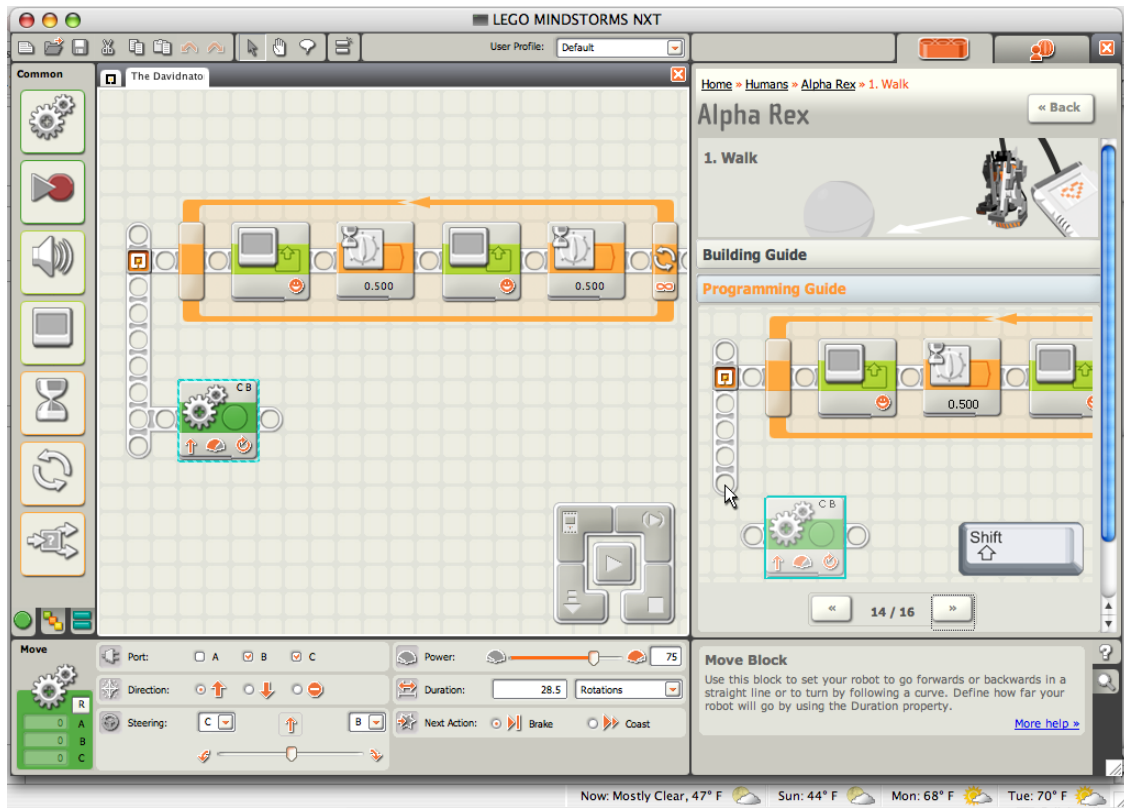 LEGO MINDSTORMS NXT
User Profile: Default
Common
The Davidnato
0.500
0.500
C B
Home » Humans » Alpha Rex » 1. Walk
Alpha Rex
« Back
1. Walk
Building Guide
Programming Guide
0.500
C B
Shift
« 14 / 16 »
Move
R
0 A
0 B
0 C
Port: A B C
Direction:
Steering: C B
Power: 75
Duration: 28.5 Rotations
Next Action: Brake Coast
Move Block
Use this block to set your robot to go forwards or backwards in a
straight line or to turn by following a curve. Define how far your
robot will go by using the Duration property.
More help »
?
Now: Mostly Clear, 47° F Sun: 44° F Mon: 68° F Tue: 70° F